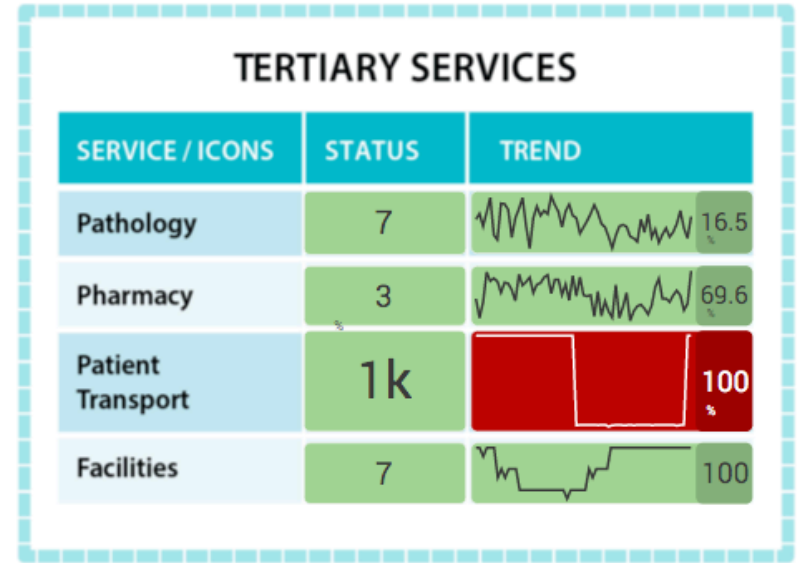 TERTIARY SERVICES
SERVICE / ICONS STATUS TREND
Pathology 7 16.5
%
Pharmacy 3 69.6
%
%
Patient
Transport 1k 100
%
Facilities 7 100